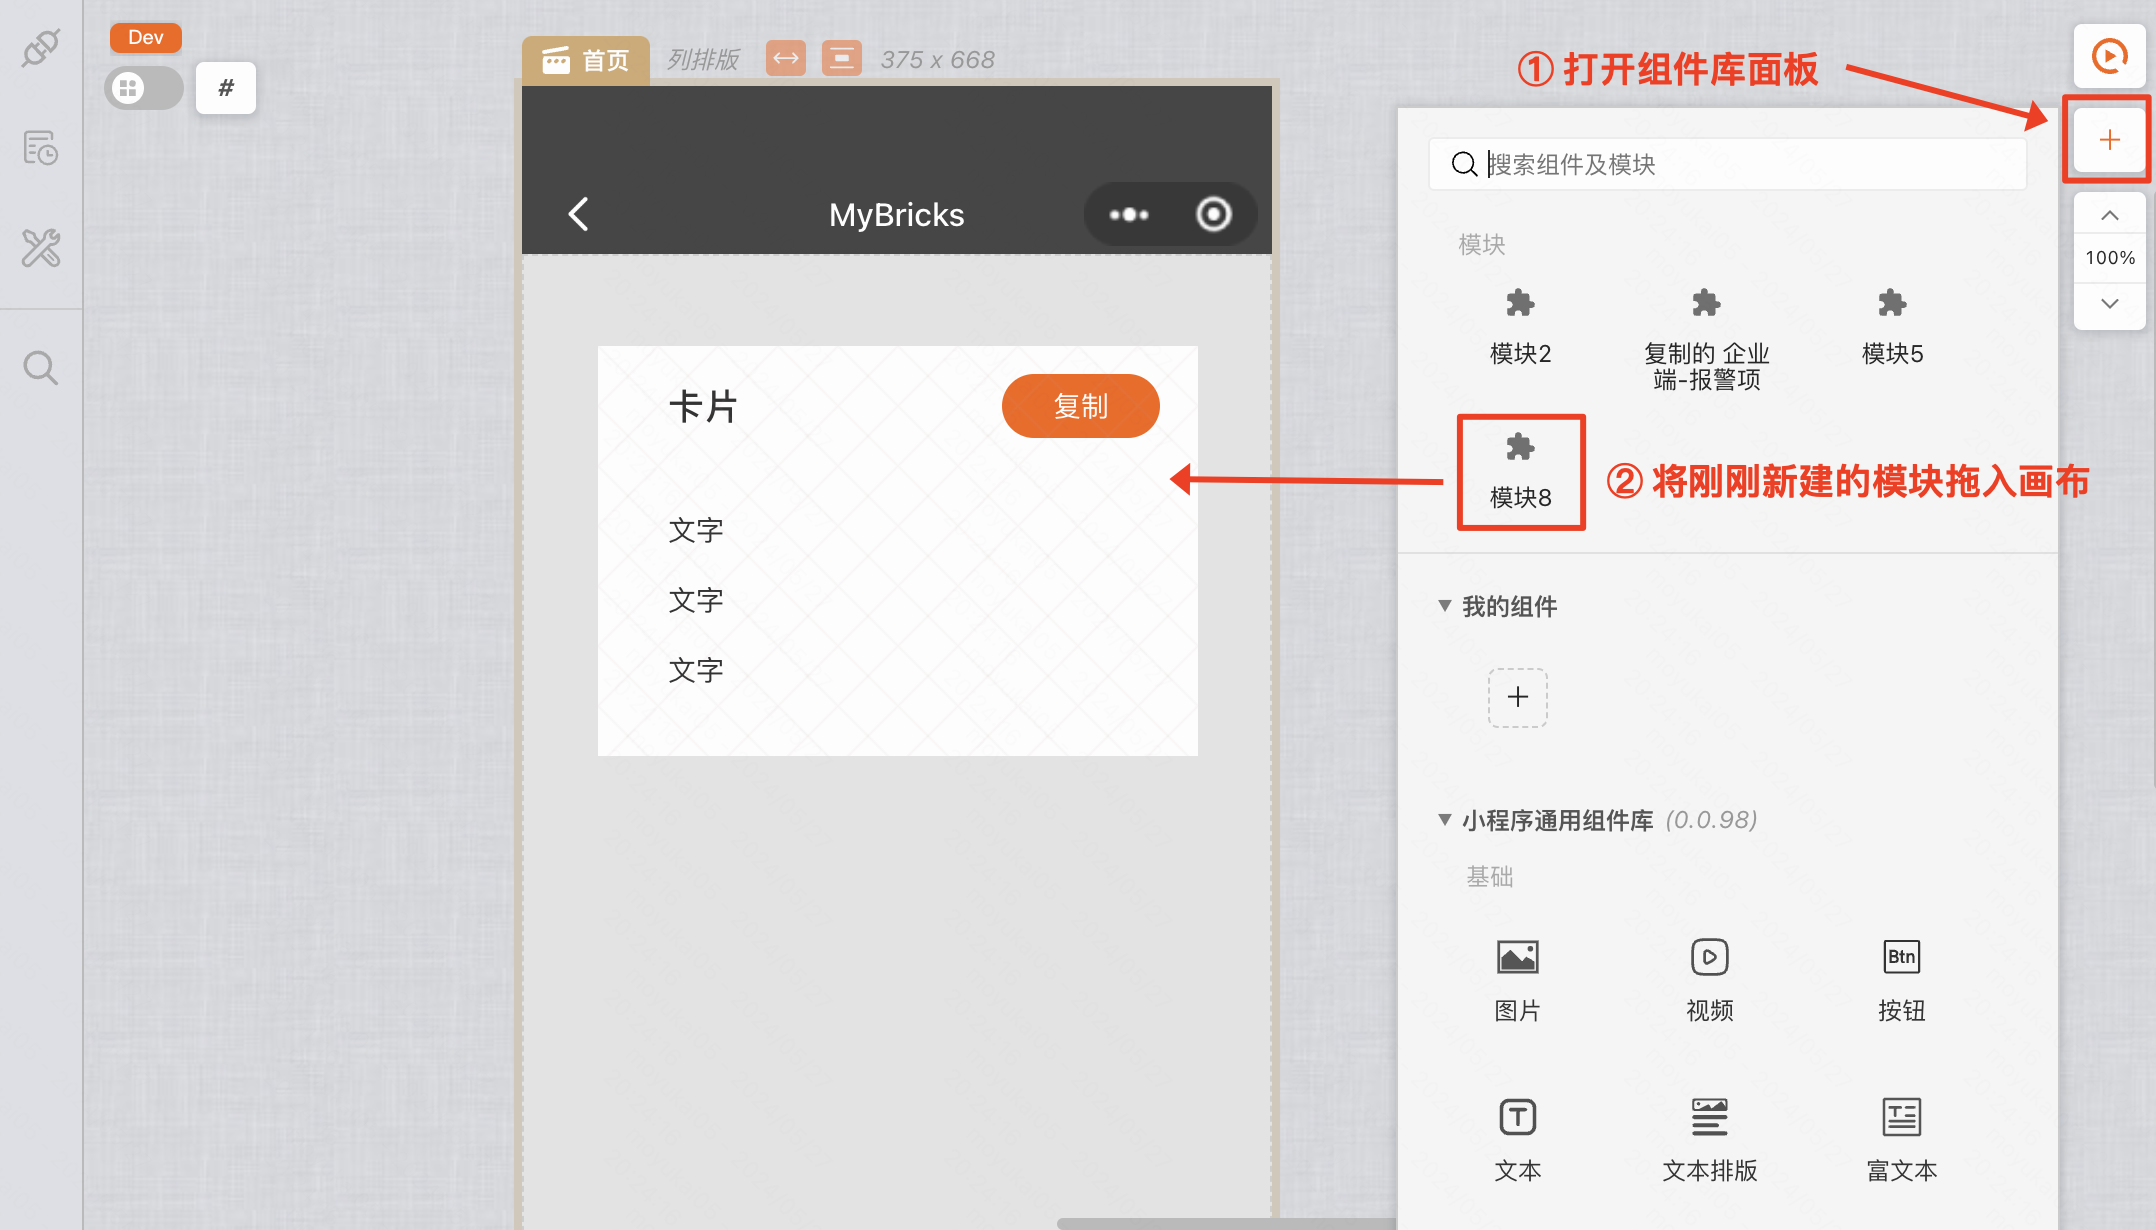 Dev
#
首页
列排版
375 x 668
① 打开组件库面板
搜索组件及模块
MyBricks
100%
模块
模块2
复制的 企业
端-报警项
模块5
卡片
复制
模块8
② 将刚刚新建的模块拖入画布
文字
文字
文字
我的组件
小程序通用组件库 (0.0.98)
基础
图片
视频
Btn
按钮
T
文本
文本排版
T
富文本